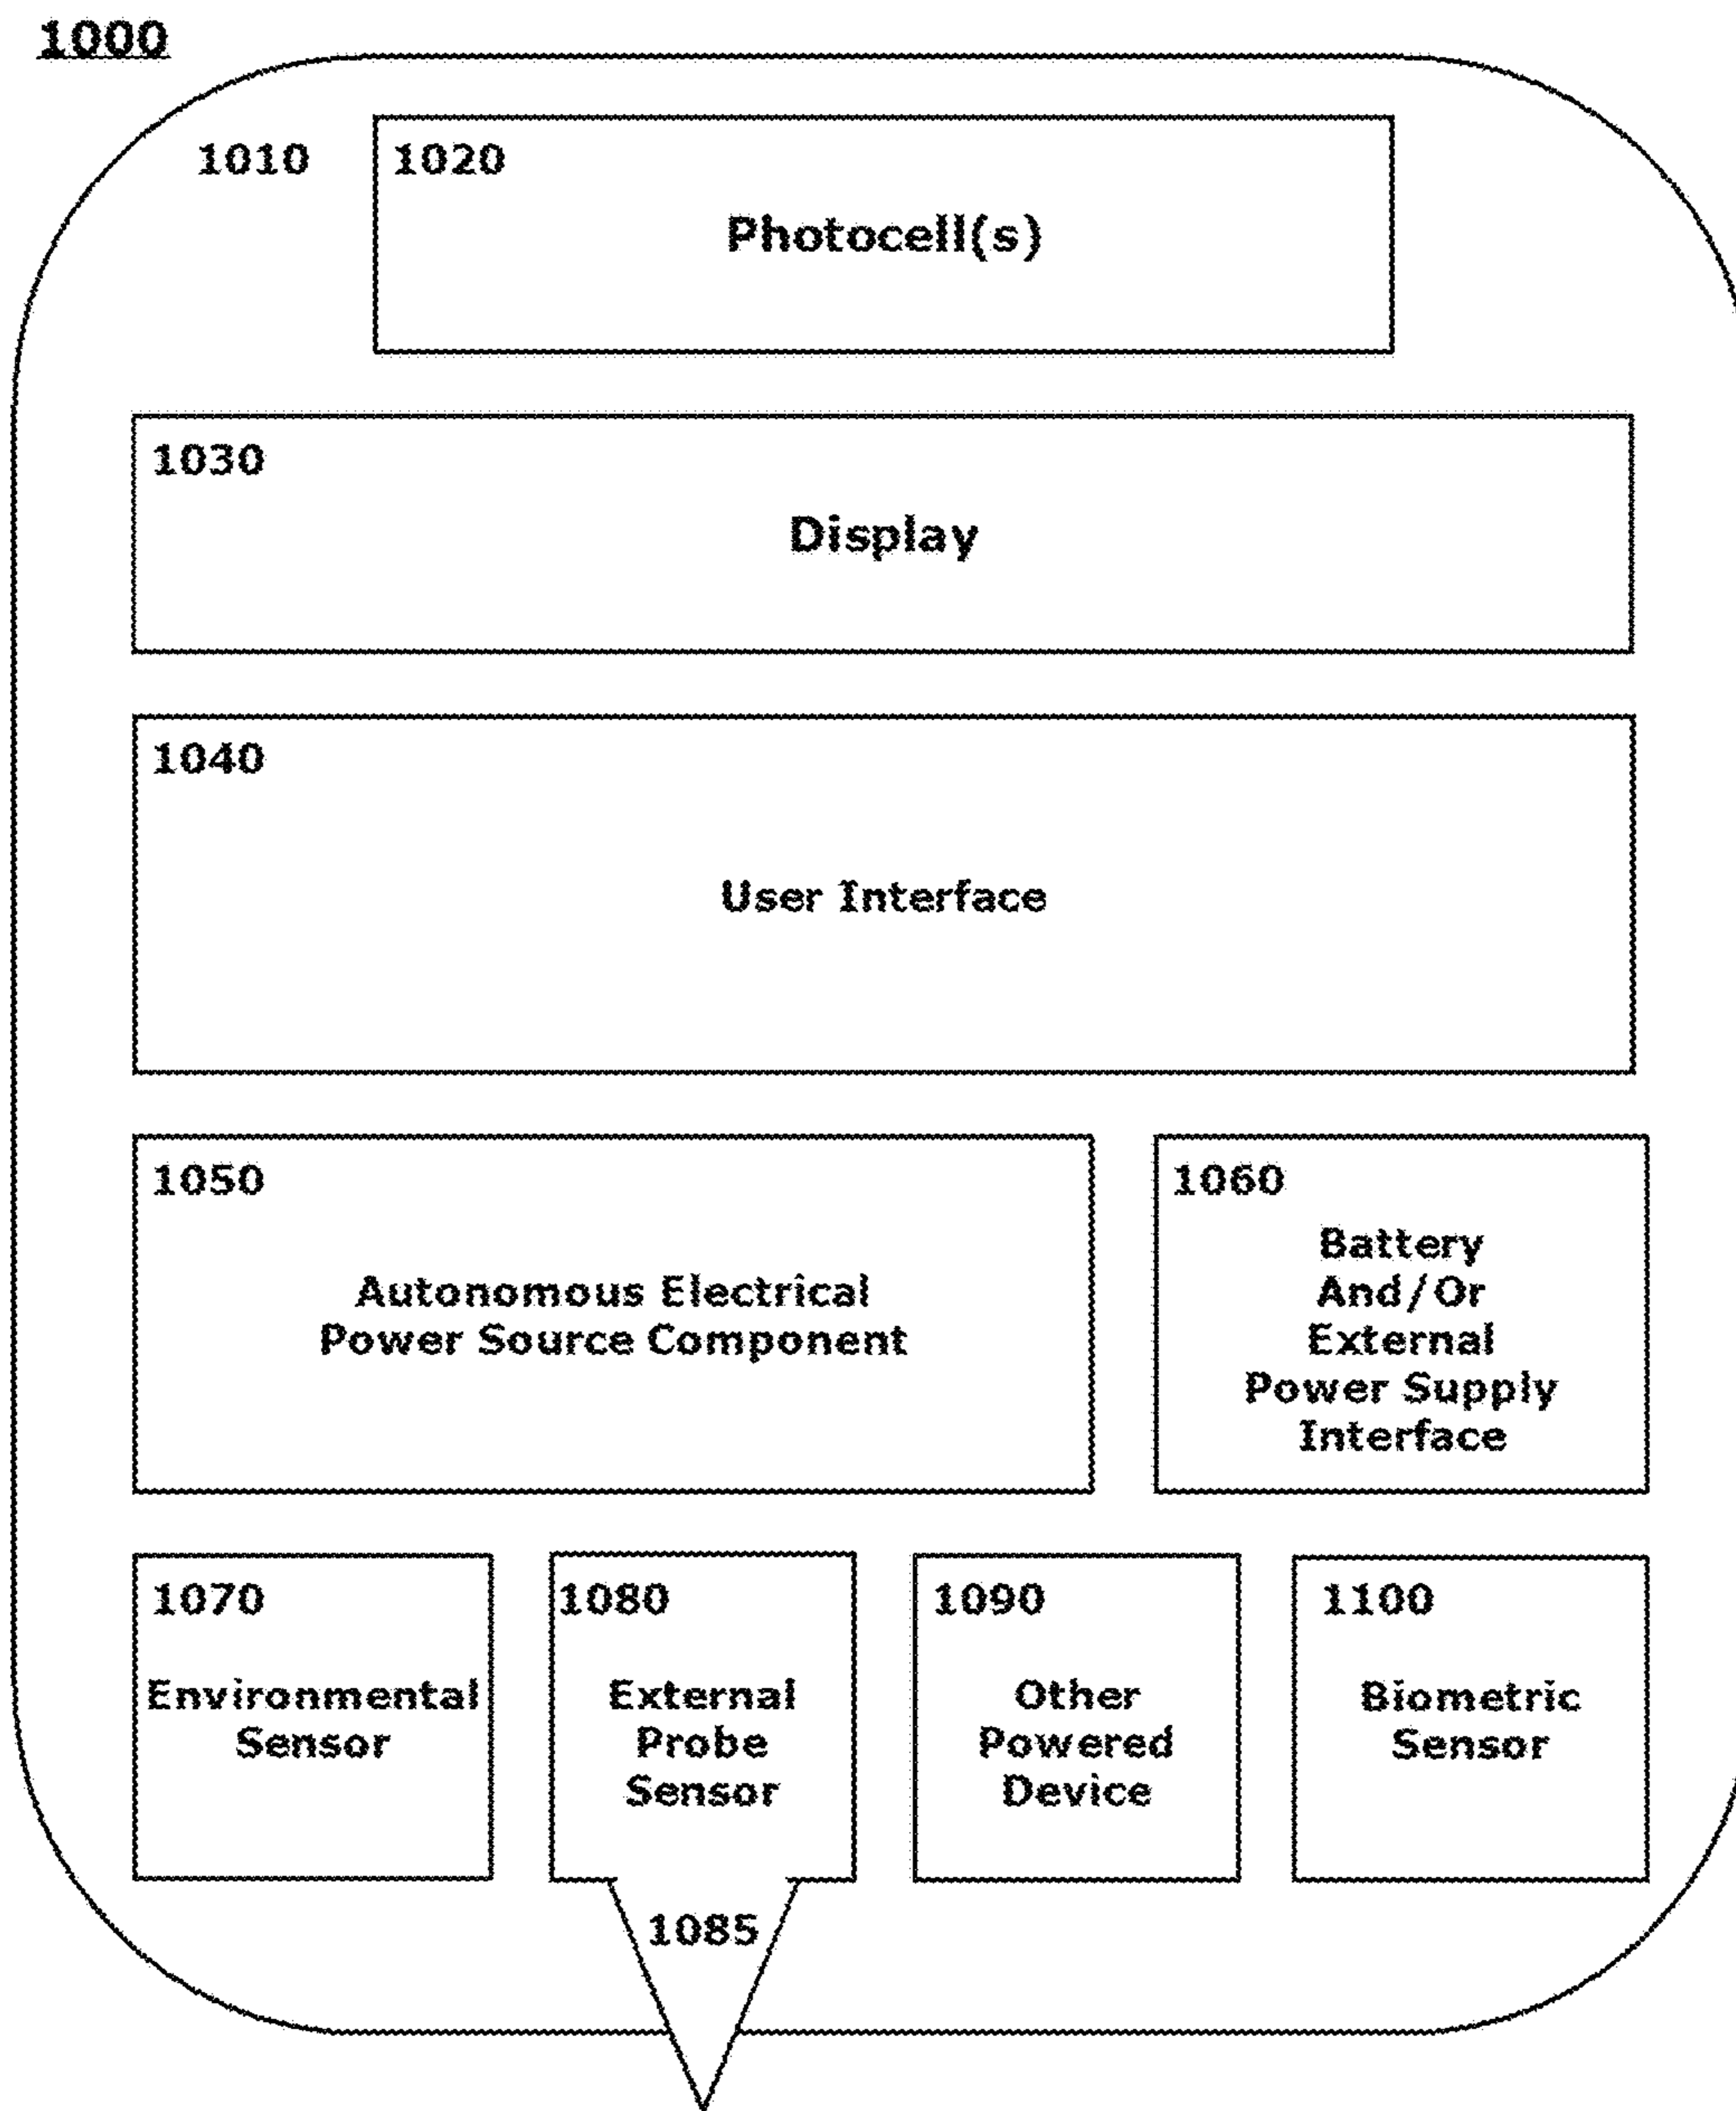 1000
1010
1020
Photocell(s)
1030
Display
1040
User Interface
1050
Autonomous Electrical
Power Source Component
1060
Battery
And/Or
External
Power Supply
Interface
1070
Environmental
Sensor
1080
External
Probe
Sensor
1085
1090
Other
Powered
Device
1100
Biometric
Sensor